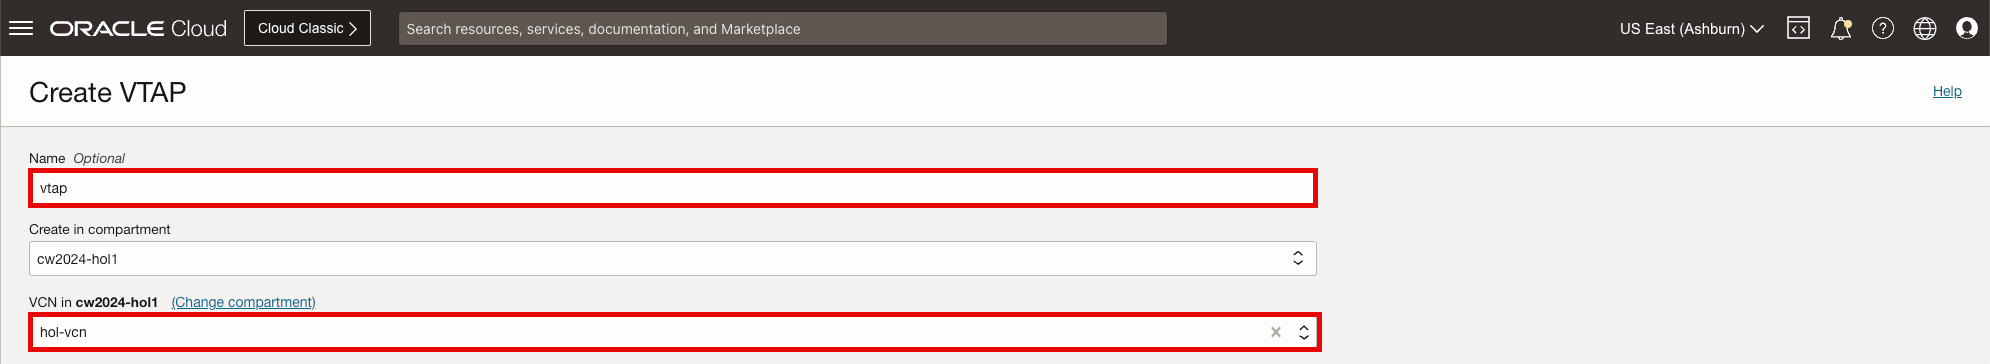 ORACLE Cloud Cloud Classic Search resources, services, documentation, and Marketplace US East (Ashburn)
Create VTAP Help
Name Optional
vtap
Create in compartment
cw2024-hol1
VCN in cw2024-hol1 (Change compartment)
hol-vcn